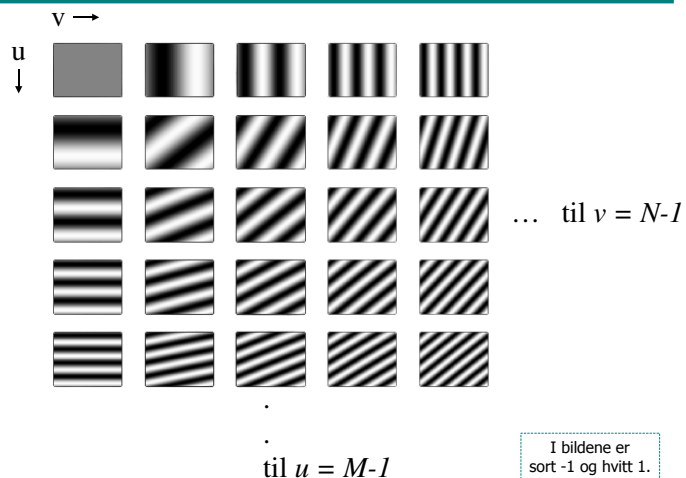 v →
u
↓
… til v = N-1
.
.
til u = M-1
I bildene er
sort -1 og hvitt 1.